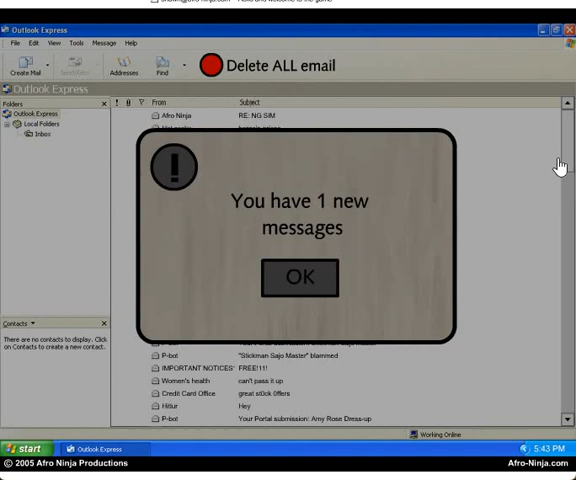 Outlook Express
File Edit View Tools Message Help
Create Mail Send/Recv Addresses Find
Delete ALL email
Outlook Express
Folders X
! From Subject
Outlook Express
Local Folders
Inbox
Afro Ninja RE: NG SIM
You have 1 new
messages
OK
Contacts X
There are no contacts to display. Click
on Contacts to create a new contact.
P-bot "Stickman Sajo Master" blammed
IMPORTANT NOTICES' FREE!11!
Women's health can't pass it up
Credit Card Office great st0ck 0ffers
Hitlur Hey
P-bot Your Portal submission: Amy Rose Dress-up
Working Online
start Outlook Express 5:43 PM
© 2005 Afro Ninja Productions Afro-Ninja.com